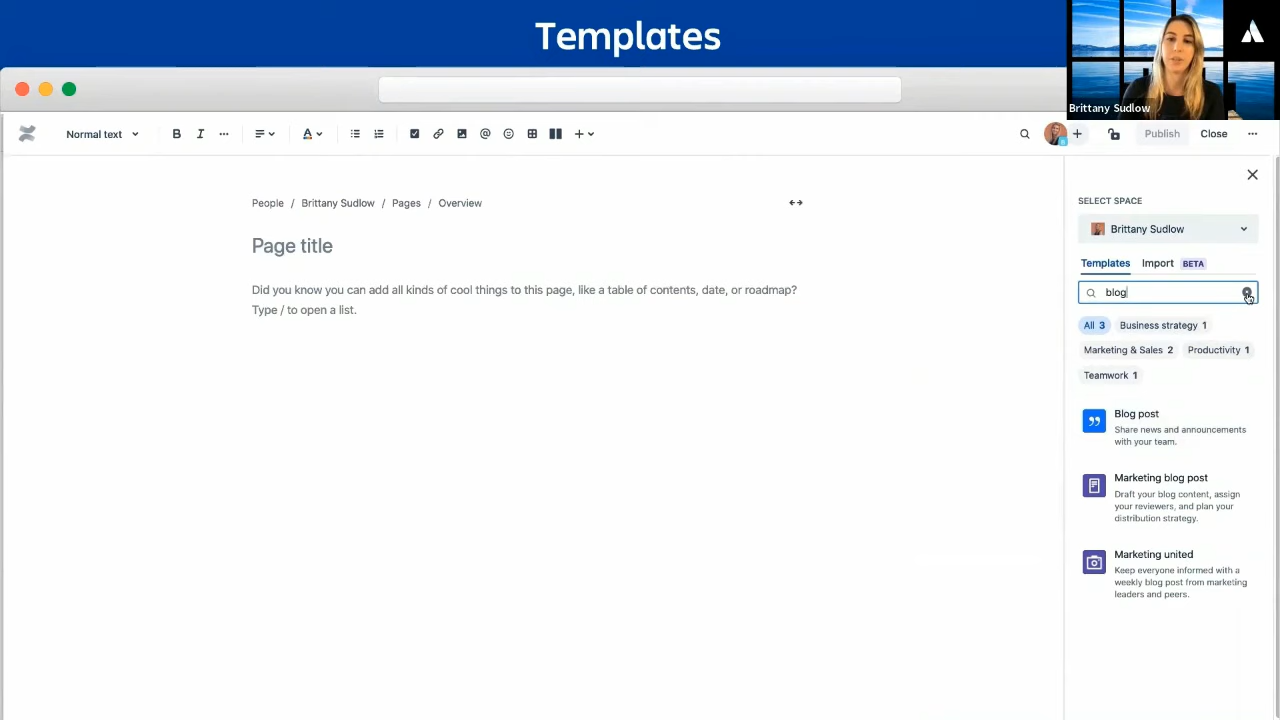 Templates
Brittany Sudlow
Normal text
B
I
A
Publish
Close
People / Brittany Sudlow / Pages / Overview
Page title
Did you know you can add all kinds of cool things to this page, like a table of contents, date, or roadmap?
Type / to open a list.
SELECT SPACE
Brittany Sudlow
Templates Import BETA
blog
All 3 Business strategy 1
Marketing & Sales 2 Productivity 1
Teamwork 1
Blog post
Share news and announcements
with your team.
Marketing blog post
Draft your blog content, assign
your reviewers, and plan your
distribution strategy.
Marketing united
Keep everyone informed with a
weekly blog post from marketing
leaders and peers.